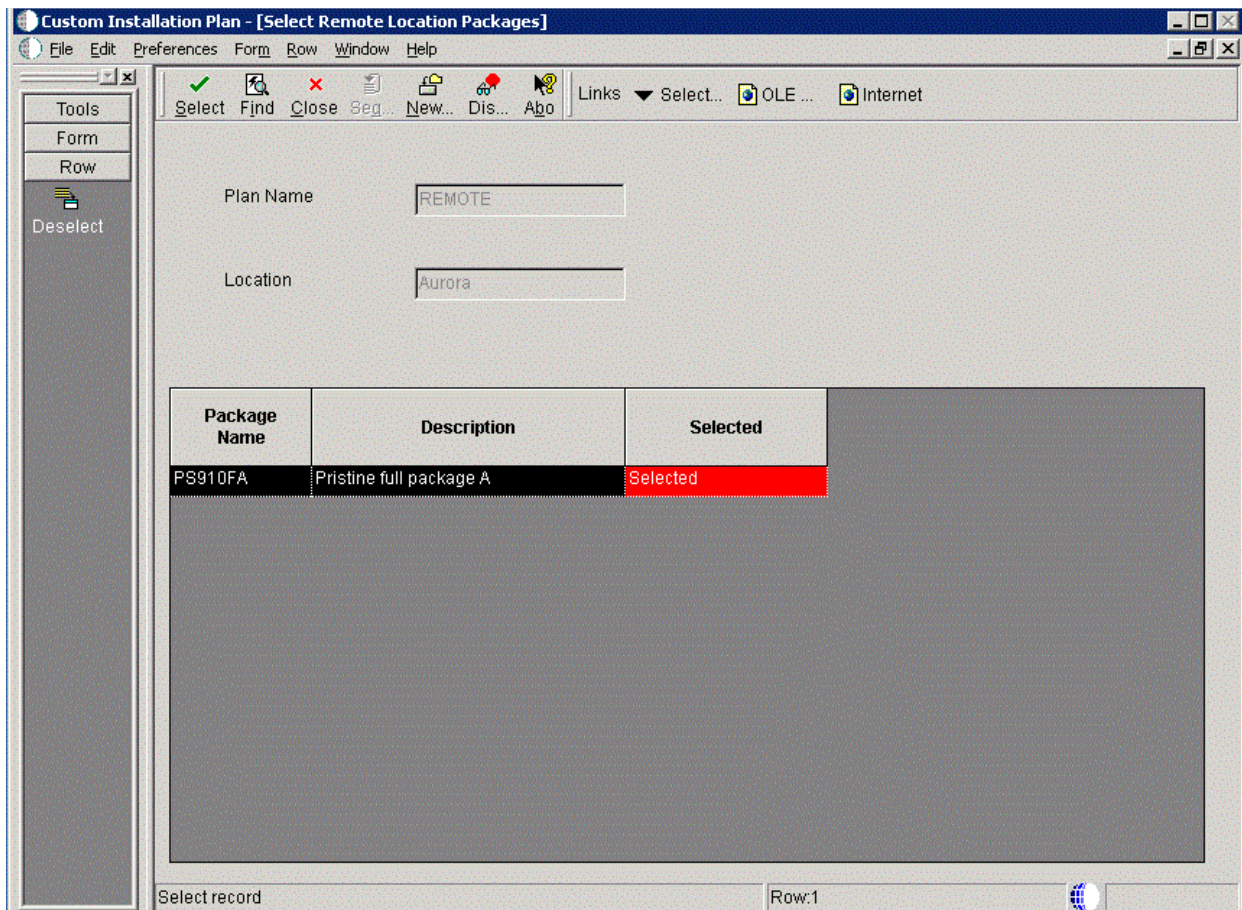 Custom Installation Plan - [Select Remote Location Packages]
File Edit Preferences Form Row Window Help
Select Find Close Seq... New... Dis... Abo Links Select... OLE ... Internet
Tools
Form
Row
Deselect
Plan Name REMOTE
Location Aurora
Package Name Description Selected
PS910FA Pristine full package A Selected
Select record Row:1